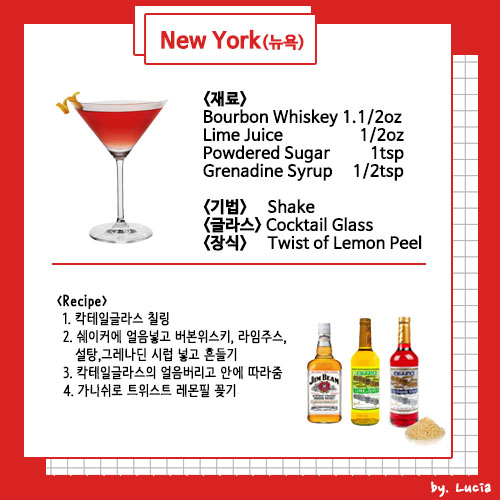 New York(뉴욕)
<재료>
Bourbon Whiskey 1.1/2oz
Lime Juice 1/2oz
Powdered Sugar 1tsp
Grenadine Syrup 1/2tsp
<기법> Shake
<글라스> Cocktail Glass
<장식> Twist of Lemon Peel
<Recipe>
1. 칵테일글라스 칠링
2. 쉐이커에 얼음넣고 버본위스키, 라임주스,
설탕,그레나딘 시럽 넣고 흔들기
3. 칵테일글라스의 얼음버리고 안에 따라줌
4. 가니쉬로 트위스트 레몬필 꽂기
JIM BEAM
by. Lucia